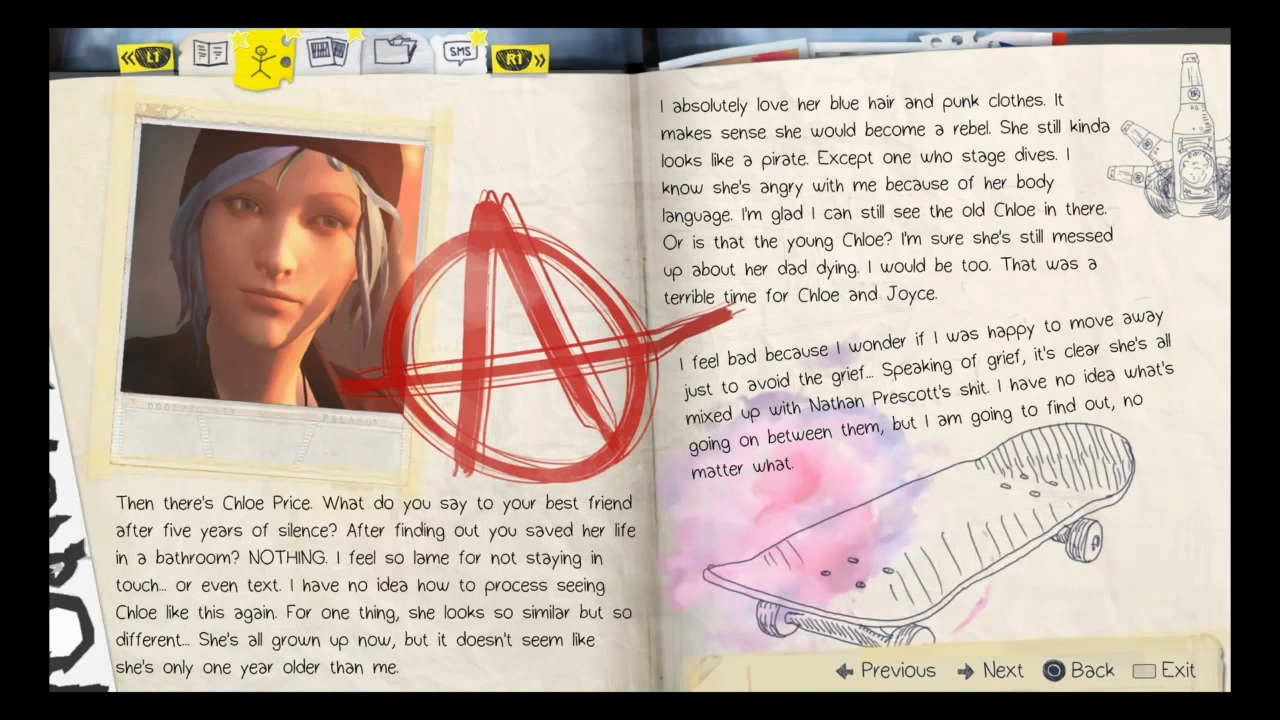 L1
SMS
R1
Then there's Chloe Price. What do you say to your best friend
after five years of silence? After finding out you saved her life
in a bathroom? NOTHING. I feel so lame for not staying in
touch... or even text. I have no idea how to process seeing
Chloe like this again. For one thing, she looks so similar but so
different... She's all grown up now, but it doesn't seem like
she's only one year older than me.
I absolutely love her blue hair and punk clothes. It
makes sense she would become a rebel. She still kinda
looks like a pirate. Except one who stage dives. I
know she's angry with me because of her body
language. I'm glad I can still see the old Chloe in there.
Or is that the young Chloe? I'm sure she's still messed
up about her dad dying. I would be too. That was a
terrible time for Chloe and Joyce.
I feel bad because I wonder if I was happy to move away
just to avoid the grief... Speaking of grief, it's clear she's all
mixed up with Nathan Prescott's shit. I have no idea what's
going on between them, but I am going to find out, no
matter what.
Previous Next Back Exit